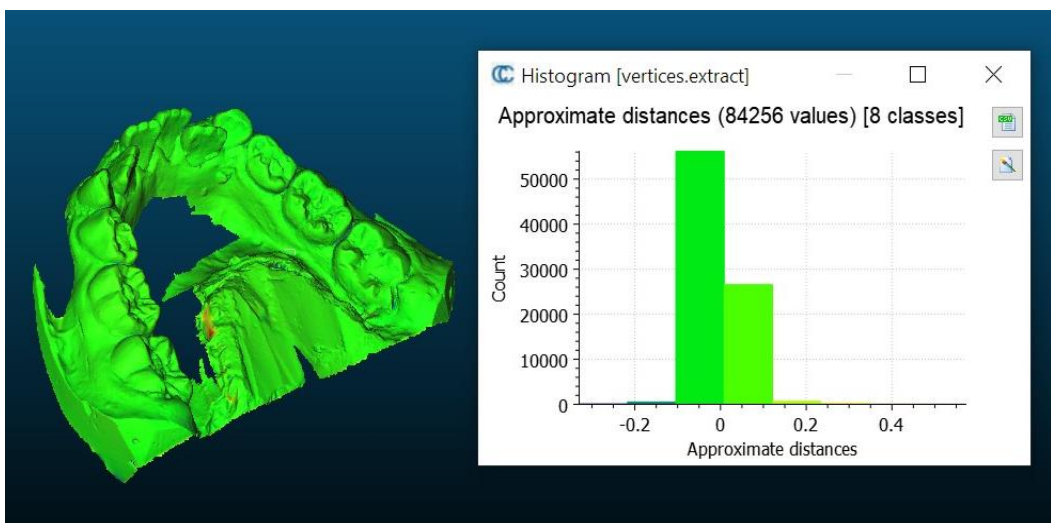 Histogram [vertices.extract]
Approximate distances (84256 values) [8 classes]
CSV
50000
40000
30000
20000
10000
0
Count
-0.2 0 0.2 0.4
Approximate distances